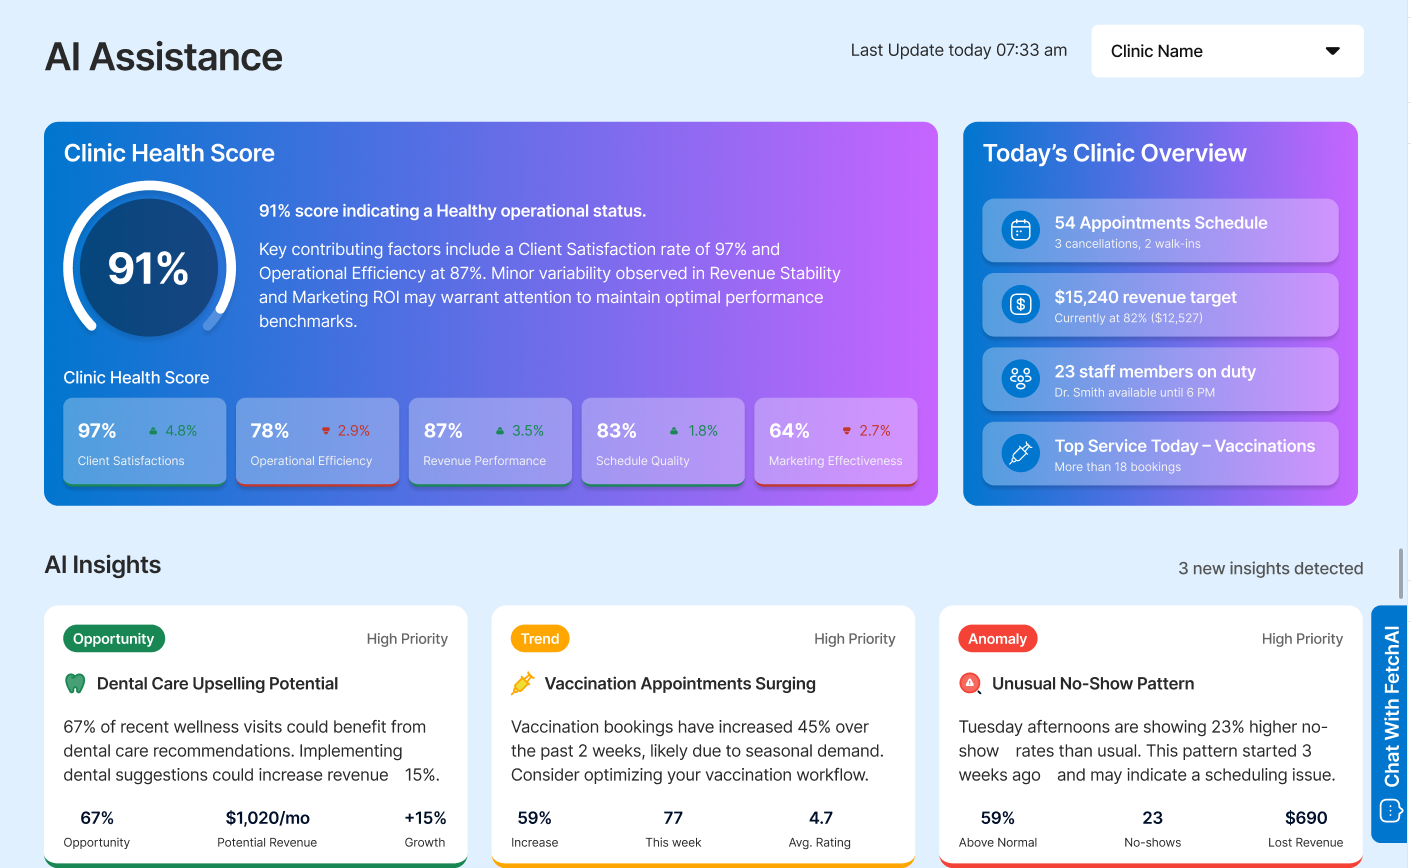 AI Assistance
Last Update today 07:33 am
Clinic Name
Clinic Health Score
91%
91% score indicating a Healthy operational status.
Key contributing factors include a Client Satisfaction rate of 97% and
Operational Efficiency at 87%. Minor variability observed in Revenue Stability
and Marketing ROI may warrant attention to maintain optimal performance
benchmarks.
Clinic Health Score
97% 4.8%
Client Satisfactions
78% 2.9%
Operational Efficiency
87% 3.5%
Revenue Performance
83% 1.8%
Schedule Quality
64% 2.7%
Marketing Effectiveness
Today's Clinic Overview
54 Appointments Schedule
3 cancellations, 2 walk-ins
$15,240 revenue target
Currently at 82% ($12,527)
23 staff members on duty
Dr. Smith available until 6 PM
Top Service Today – Vaccinations
More than 18 bookings
AI Insights
3 new insights detected
Opportunity
High Priority
Dental Care Upselling Potential
67% of recent wellness visits could benefit from
dental care recommendations. Implementing
dental suggestions could increase revenue 15%.
67% $1,020/mo +15%
Opportunity Potential Revenue Growth
Trend
High Priority
Vaccination Appointments Surging
Vaccination bookings have increased 45% over
the past 2 weeks, likely due to seasonal demand.
Consider optimizing your vaccination workflow.
59% 77 4.7
Increase This week Avg. Rating
Anomaly
High Priority
Unusual No-Show Pattern
Tuesday afternoons are showing 23% higher no-
show rates than usual. This pattern started 3
weeks ago and may indicate a scheduling issue.
59% 23 $690
Above Normal No-shows Lost Revenue
Chat With FetchAI